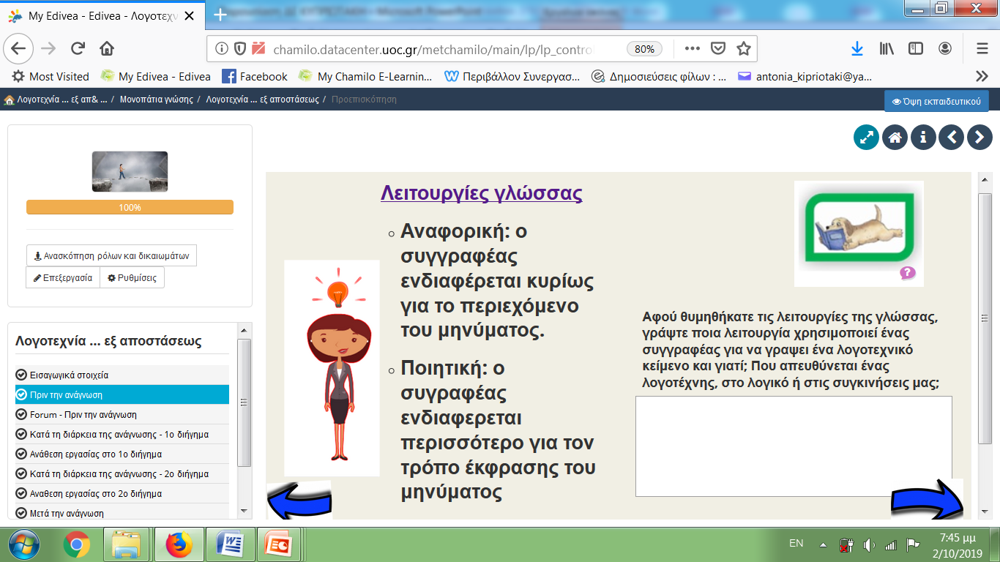 My Edivea - Edivea - Λογοτεχν
chamilo.datacenter.uoc.gr/metchamilo/main/lp/lp_contro
80%
Most Visited My Edivea - Edivea Facebook My Chamilo E-Learnin... Περιβάλλον Συνεργασ... Δημοσιεύσεις φίλων : ... antonia_kipriotaki@ya...
Λογοτεχνία ... εξ απ& ... / Μονοπάτια γνώσης / Λογοτεχνία ... εξ αποστάσεως / Προεπισκόπηση
Όψη εκπαιδευτικού
100%
Ανασκόπηση ρόλων και δικαιωμάτων
Επεξεργασία Ρυθμίσεις
Λογοτεχνία ... εξ αποστάσεως
Εισαγωγικά στοιχεία
Πριν την ανάγνωση
Forum - Πριν την ανάγνωση
Κατά τη διάρκεια της ανάγνωσης - 1ο διήγημα
Ανάθεση εργασίας στο 1ο διήγημα
Κατά τη διάρκεια της ανάγνωσης - 2ο διήγημα
Αναθεση εργασίας στο 2ο διήγημα
Μετά την ανάγνωση
Λειτουργίες γλώσσας
Αναφορική: ο
συγγραφέας
ενδιαφέρεται κυρίως
για το περιεχόμενο
του μηνύματος.
Ποιητική: ο
συγραφέας
ενδιαφερεται
περισσότερο για τον
τρόπο έκφρασης του
μηνύματος
?
Αφού θυμηθήκατε τις λειτουργίες της γλώσσας,
γράψτε ποια λειτουργία χρησιμοποιεί ένας
συγγραφέας για να γραψει ένα λογοτεχνικό
κείμενο και γιατί; Που απευθύνεται ένας
λογοτέχνης, στο λογικό ή στις συγκινήσεις μας;
EN
7:45 μμ
2/10/2019